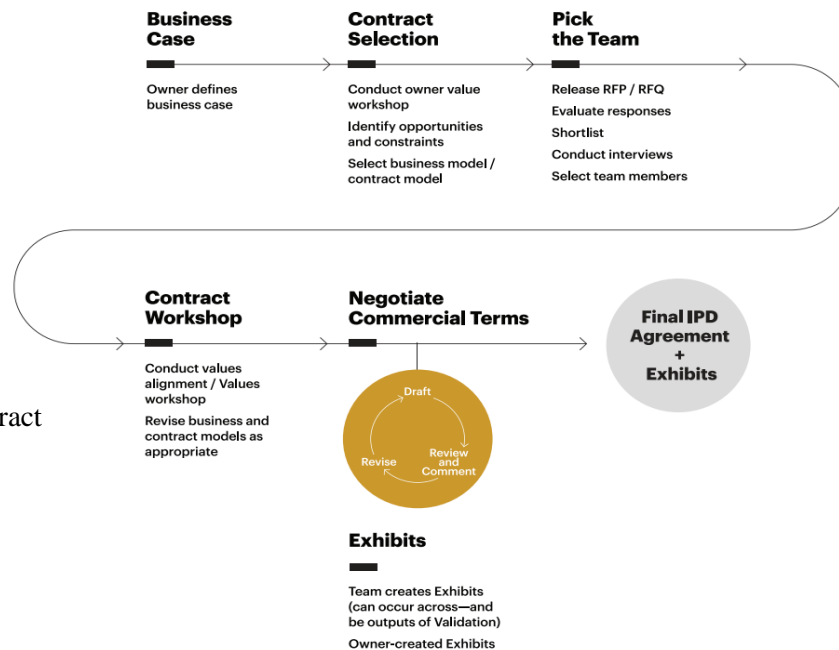 Business
Case
Owner defines
business case
Contract
Selection
Conduct owner value
workshop
Identify opportunities
and constraints
Select business model /
contract model
Pick
the Team
Release RFP / RFQ
Evaluate responses
Shortlist
Conduct interviews
Select team members
Contract
Workshop
Conduct values
alignment / Values
workshop
Revise business and
contract models as
appropriate
ract
Negotiate
Commercial Terms
Draft
Review
and
Comment
Revise
Exhibits
Team creates Exhibits
(can occur across—and
be outputs of Validation)
Owner-created Exhibits
Final IPD
Agreement
+
Exhibits